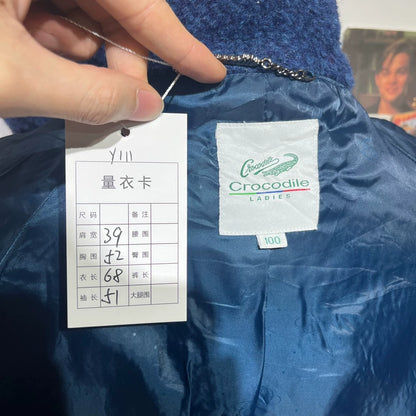 Y111
量衣卡
尺码 备注
肩宽 39 腰围
胸围 52 臀围
衣长 68 裤长
袖长 51 大腿围
Crocodile
Crocodile
LADIES
100